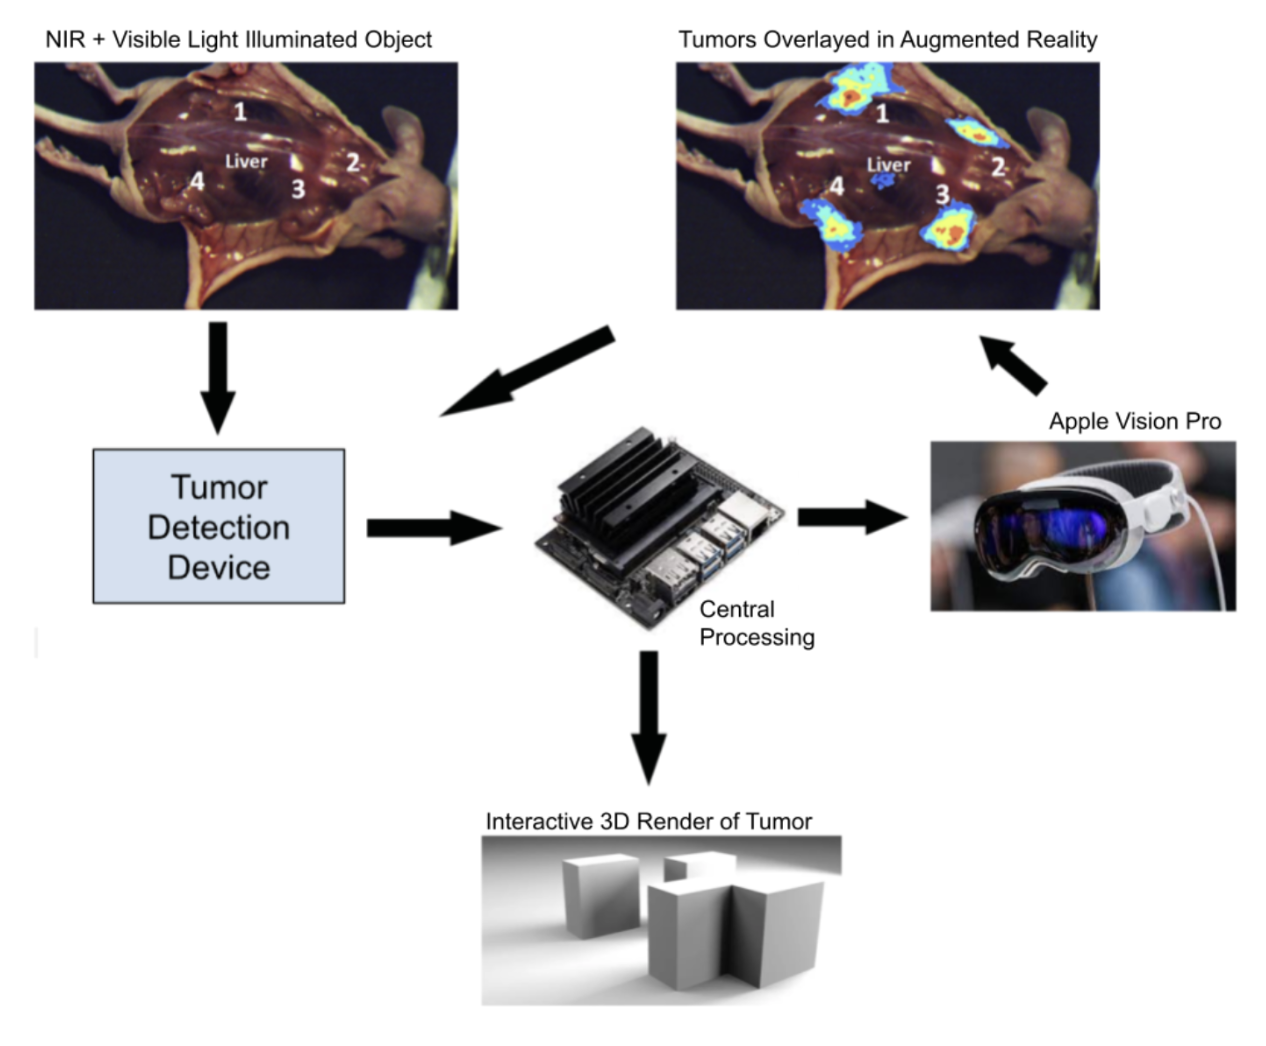 NIR + Visible Light Illuminated Object
Tumors Overlayed in Augmented Reality
1
Liver
2
4
3
1
Liver
2
4
3
Apple Vision Pro
Tumor
Detection
Device
Central
Processing
Interactive 3D Render of Tumor